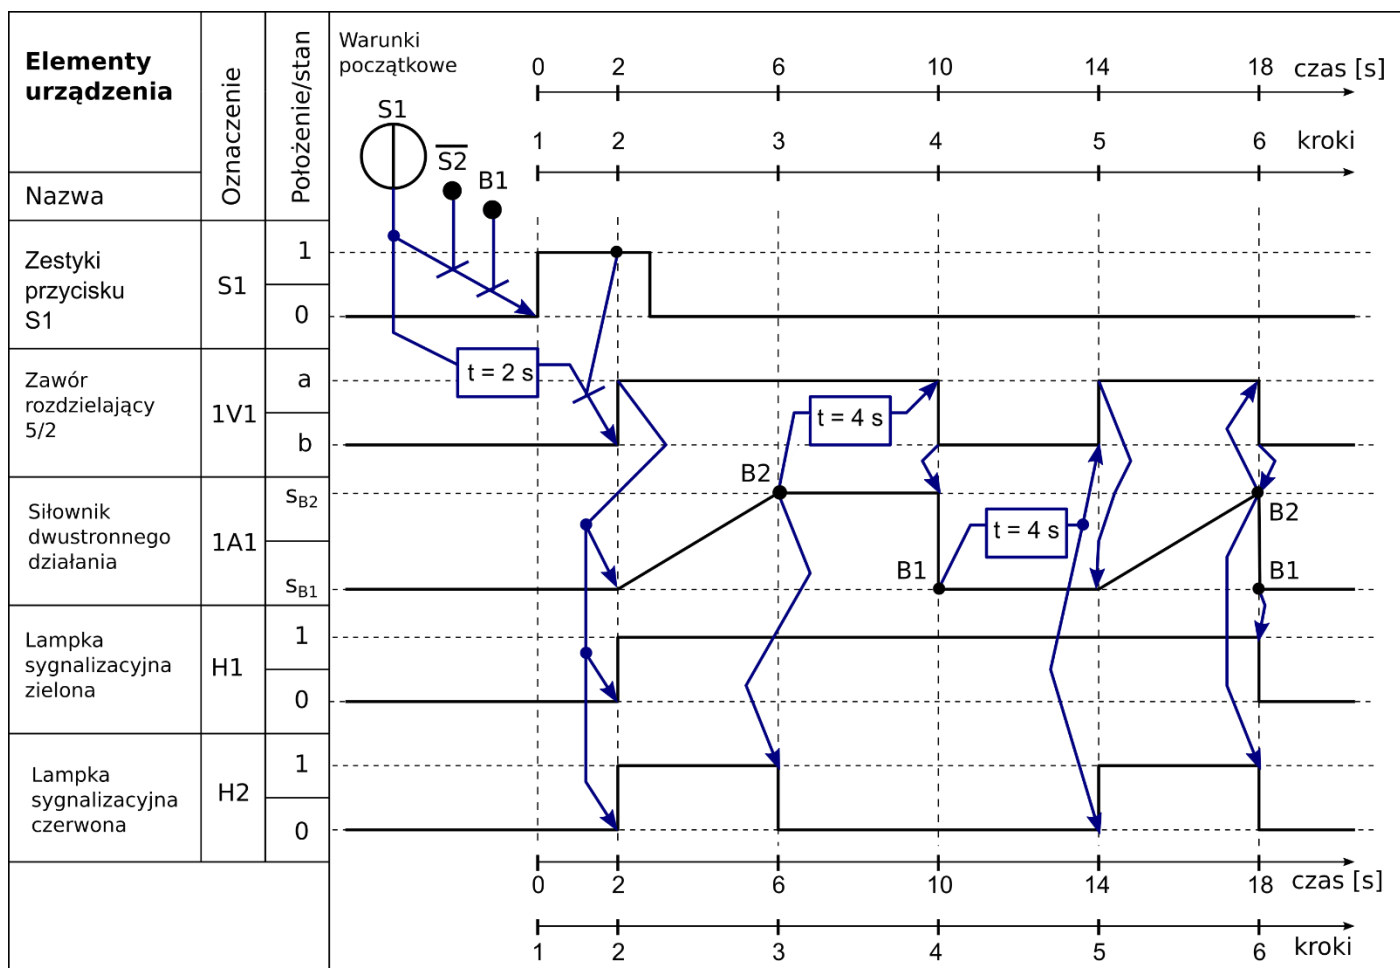 Elementy
urządzenia
Nazwa
Oznaczenie
Położenie/stan
Warunki
początkowe
0 2 6 10 14 18 czas [s]
1 2 3 4 5 6 kroki
S1
S2
B1
Zestyki
przycisku
S1
S1
1
0
Zawór
rozdzielający
5/2
1V1
a
b
t = 2 s
t = 4 s
Siłownik
dwustronnego
działania
1A1
SB2
SB1
B2
B1
t = 4 s
B2
B1
Lampka
sygnalizacyjna
zielona
H1
1
0
Lampka
sygnalizacyjna
czerwona
H2
1
0
0 2 6 10 14 18 czas [s]
1 2 3 4 5 6 kroki